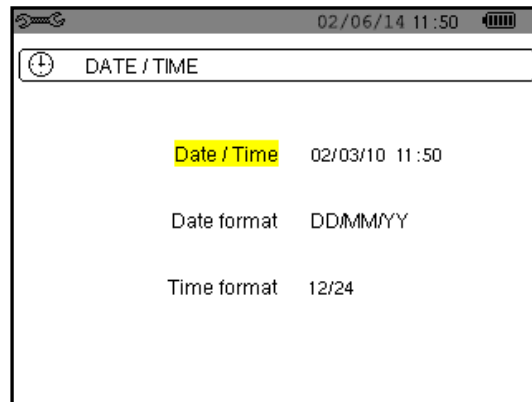 02/06/14 11:50
DATE / TIME
Date / Time 02/03/10 11:50
Date format DD/MM/YY
Time format 12/24